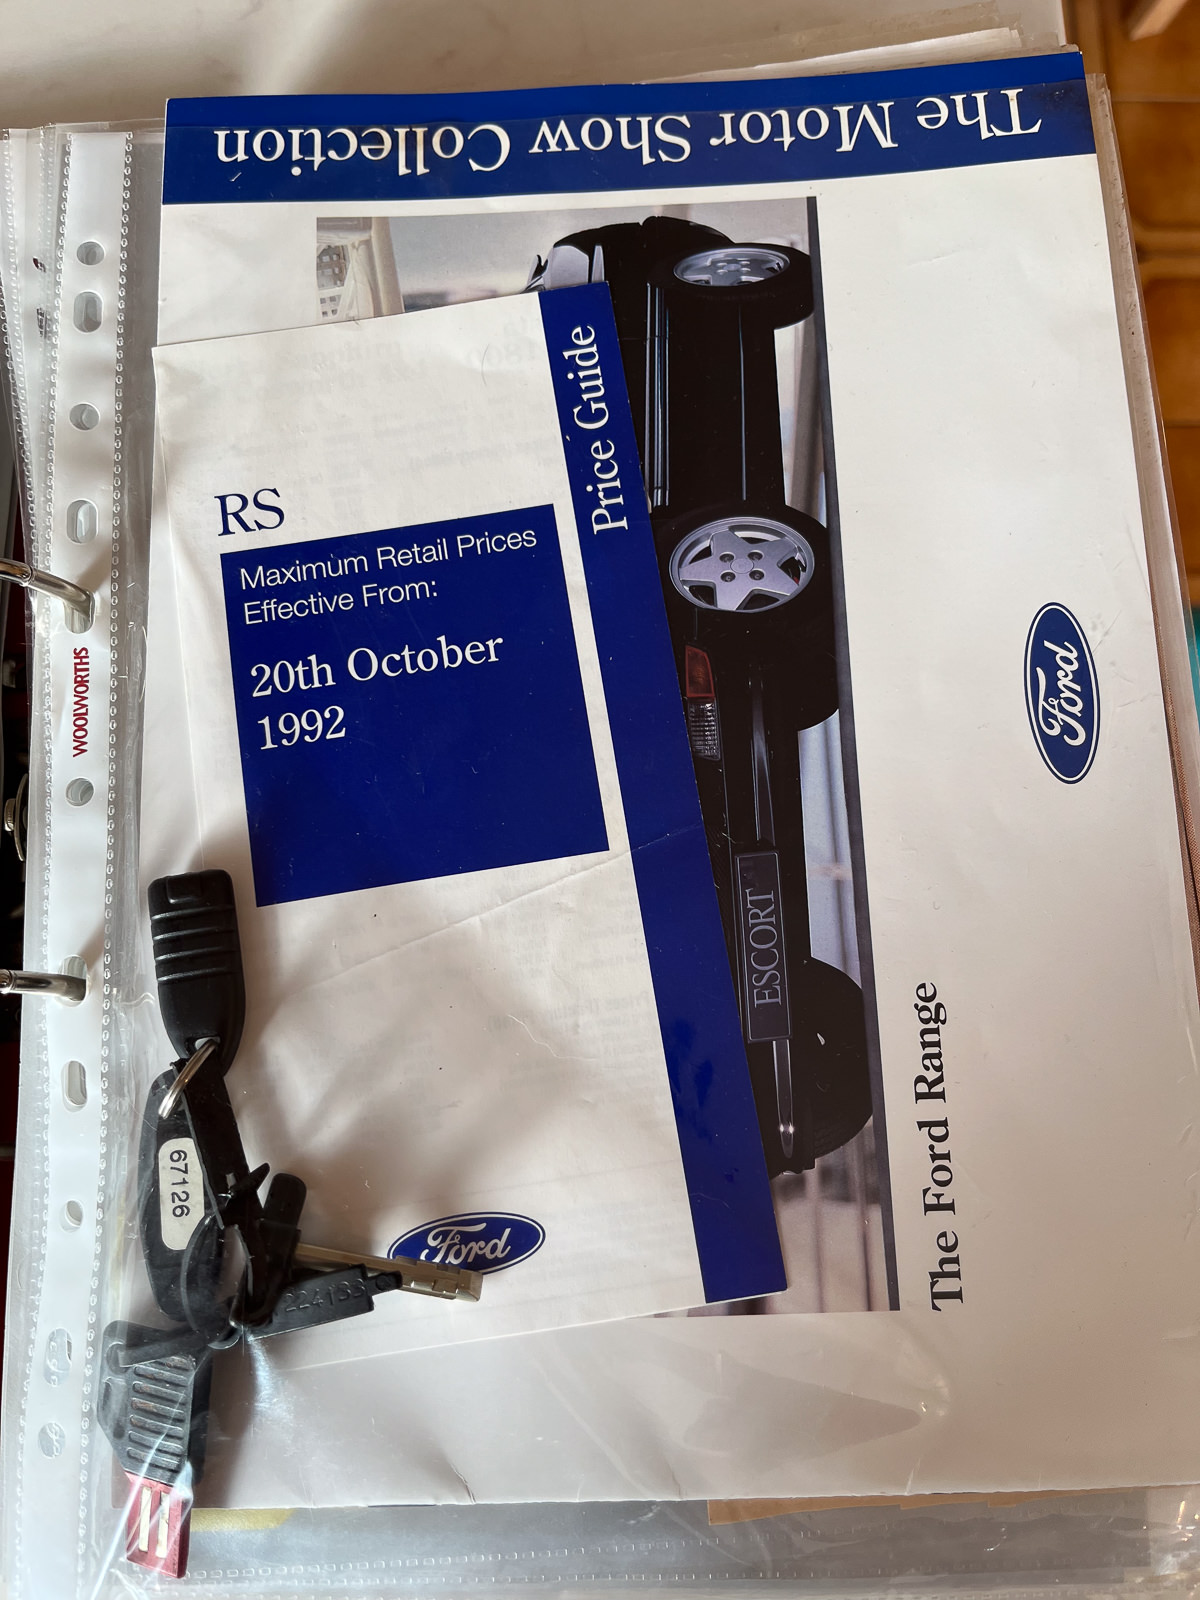 The Motor Show Collection
Price Guide
RS
Maximum Retail Prices
Effective From:
20th October
1992
Ford
WOOLWORTHS
ESCORT
Ford
The Ford Range
67126